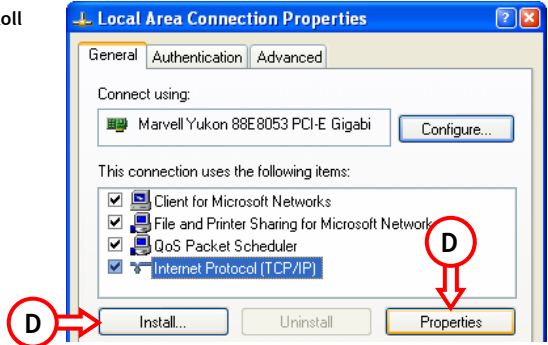 oll
Local Area Connection Properties
General Authentication Advanced
Connect using:
Marvell Yukon 88E8053 PCI-E Gigabi Configure...
This connection uses the following items:
Client for Microsoft Networks
File and Printer Sharing for Microsoft Network
QoS Packet Scheduler
D
Internet Protocol (TCP/IP)
D Install... Uninstall Properties